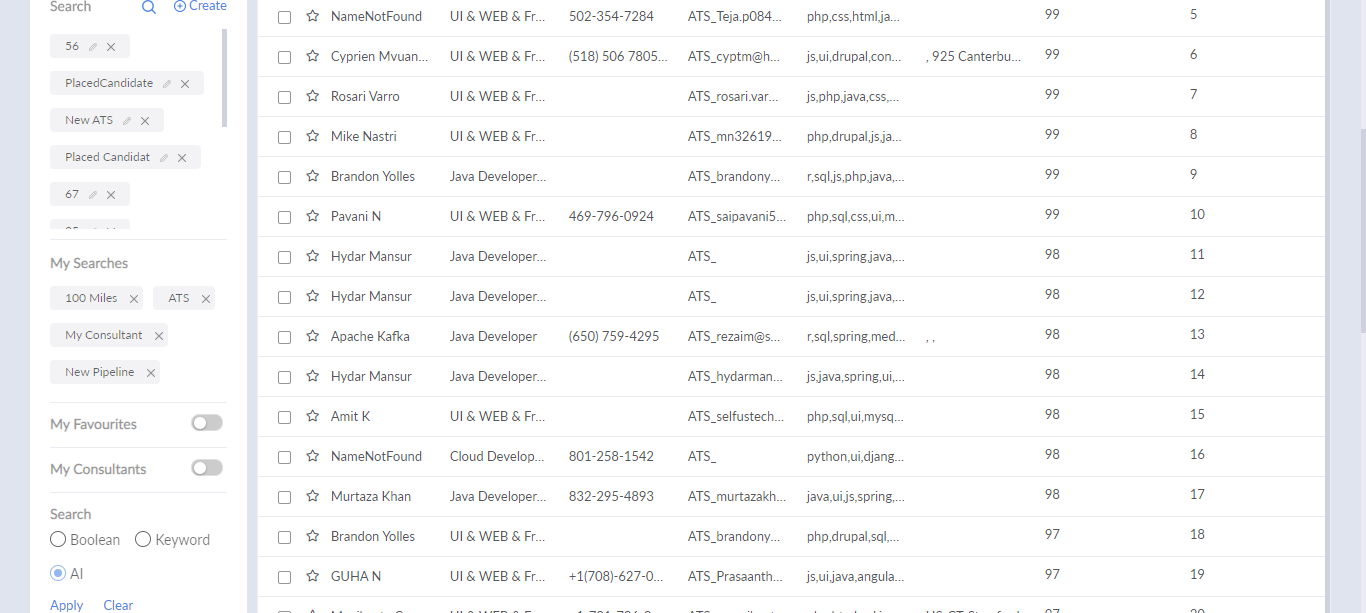 Search Create
56
PlacedCandidate
New ATS
Placed Candidat
67
My Searches
100 Miles ATS
My Consultant
New Pipeline
My Favourites
My Consultants
Search
Boolean Keyword
AI
Apply Clear
NameNotFound UI & WEB & Fr... 502-354-7284 ATS_Teja.p084... php,css,html,ja... 99 5
Cyprien Mvuan... UI & WEB & Fr... (518) 506 7805... ATS_cyptm@h... js,ui,drupal,con... , 925 Canterbu... 99 6
Rosari Varro UI & WEB & Fr... ATS_rosari.var... js,php,java,css,... 99 7
Mike Nastri UI & WEB & Fr... ATS_mn32619... php,drupal,js,ja... 99 8
Brandon Yolles Java Developer... ATS_brandony... r,sql,js,php,java,... 99 9
Pavani N UI & WEB & Fr... 469-796-0924 ATS_saipavani5... php,sql,css,ui,m... 99 10
Hydar Mansur Java Developer... ATS_ js,ui,spring,java,... 98 11
Hydar Mansur Java Developer... ATS_ js,ui,spring,java,... 98 12
Apache Kafka Java Developer (650) 759-4295 ATS_rezaim@s... r,sql,spring,med... , , 98 13
Hydar Mansur Java Developer... ATS_hydarman... js,java,spring,ui,... 98 14
Amit K UI & WEB & Fr... ATS_selfustech... php,sql,ui,mysq... 98 15
NameNotFound Cloud Develop... 801-258-1542 ATS_ python,ui,djang... 98 16
Murtaza Khan Java Developer... 832-295-4893 ATS_murtazakh... java,ui,js,spring,... 98 17
Brandon Yolles UI & WEB & Fr... ATS_brandony... php,drupal,sql,... 97 18
GUHA N UI & WEB & Fr... +1(708)-627-0... ATS_Prasaanth... js,ui,java,angula... 97 19